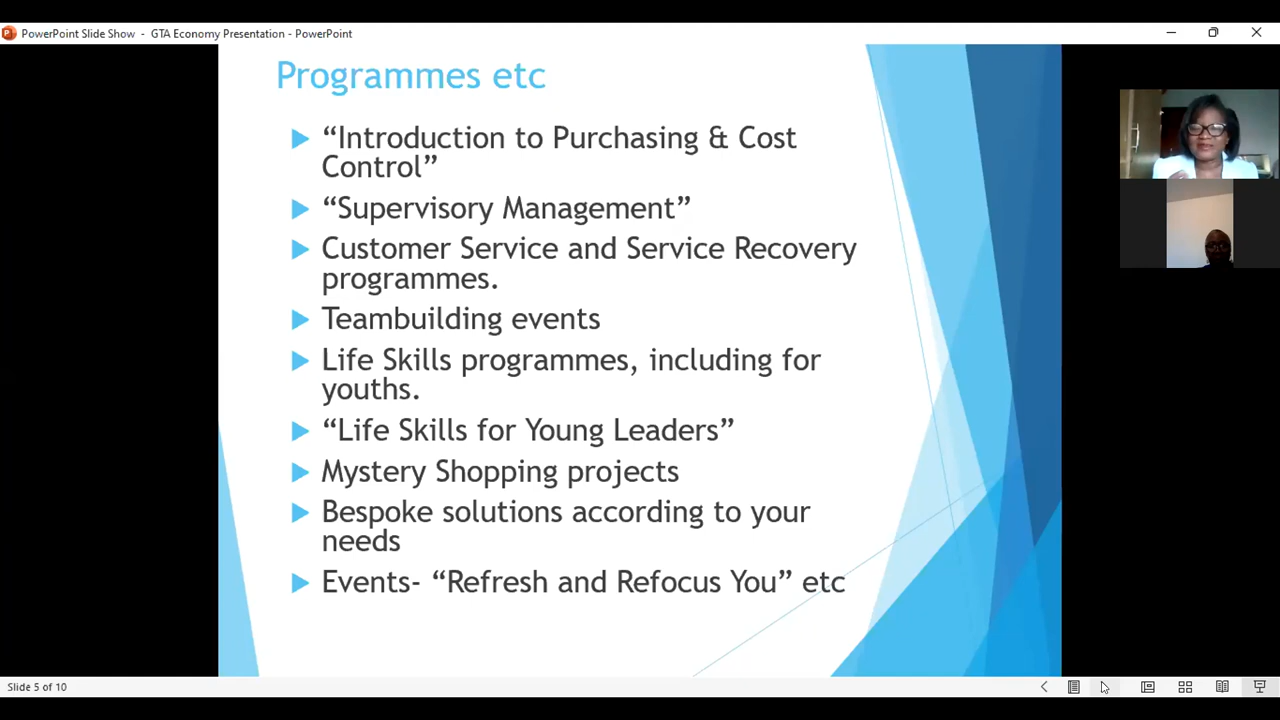 PowerPoint Slide Show - GTA Economy Presentation - PowerPoint
Programmes etc
“Introduction to Purchasing & Cost
Control”
“Supervisory Management”
Customer Service and Service Recovery
programmes.
Teambuilding events
Life Skills programmes, including for
youths.
“Life Skills for Young Leaders”
Mystery Shopping projects
Bespoke solutions according to your
needs
Events- “Refresh and Refocus You” etc
Slide 5 of 10